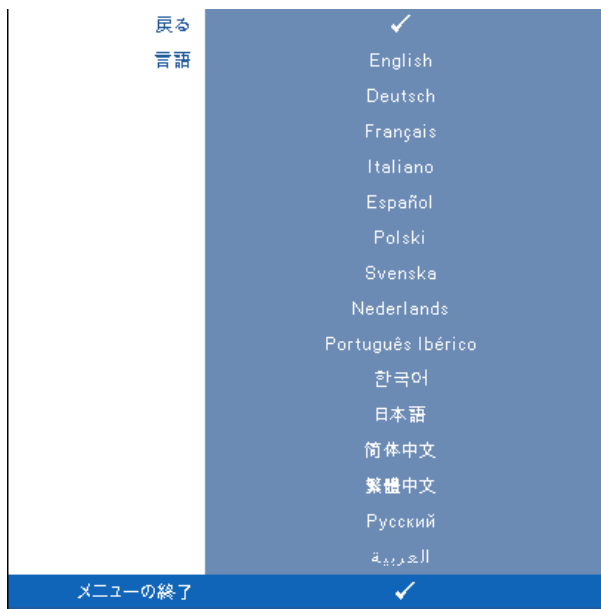 戻る ✓
言語 English
Deutsch
Français
Italiano
Español
Polski
Svenska
Nederlands
Português Ibérico
한국어
日本語
简体中文
繁體中文
Русский
العربية
メニューの終了 ✓